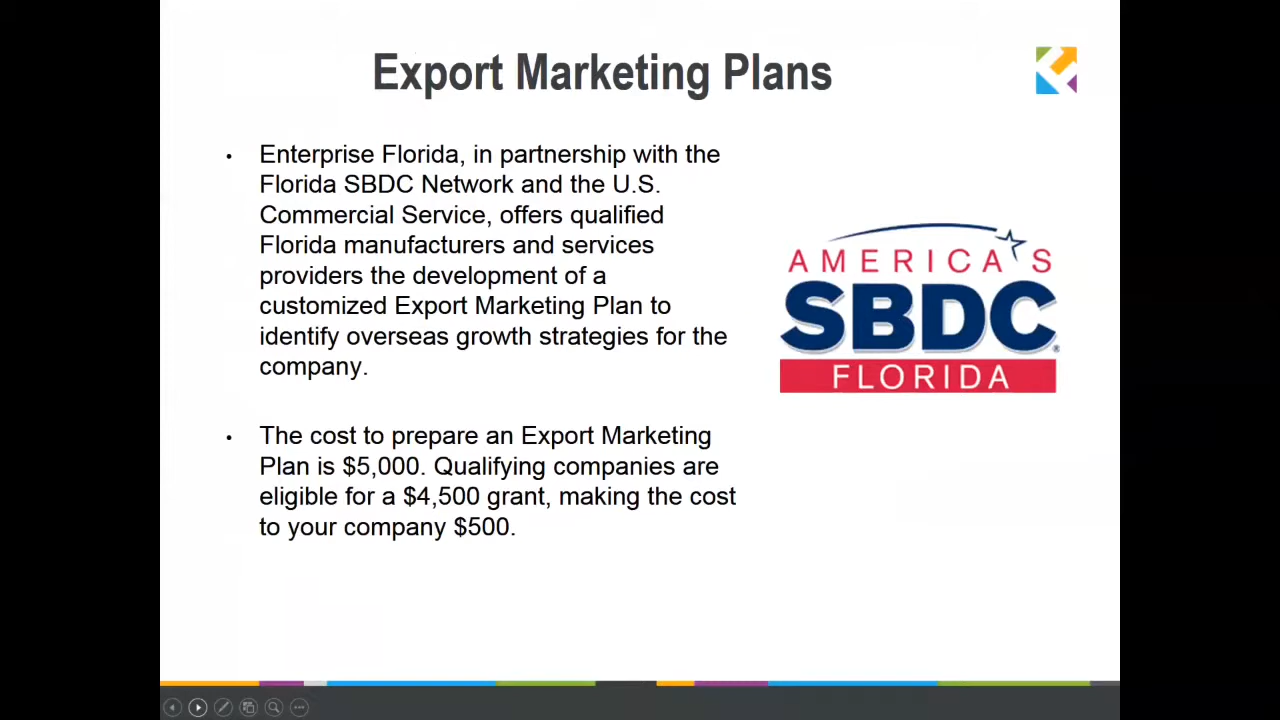 Export Marketing Plans
• Enterprise Florida, in partnership with the
Florida SBDC Network and the U.S.
Commercial Service, offers qualified
Florida manufacturers and services
providers the development of a
customized Export Marketing Plan to
identify overseas growth strategies for the
company.
• The cost to prepare an Export Marketing
Plan is $5,000. Qualifying companies are
eligible for a $4,500 grant, making the cost
to your company $500.
AMERICA'S
SBDC®
FLORIDA